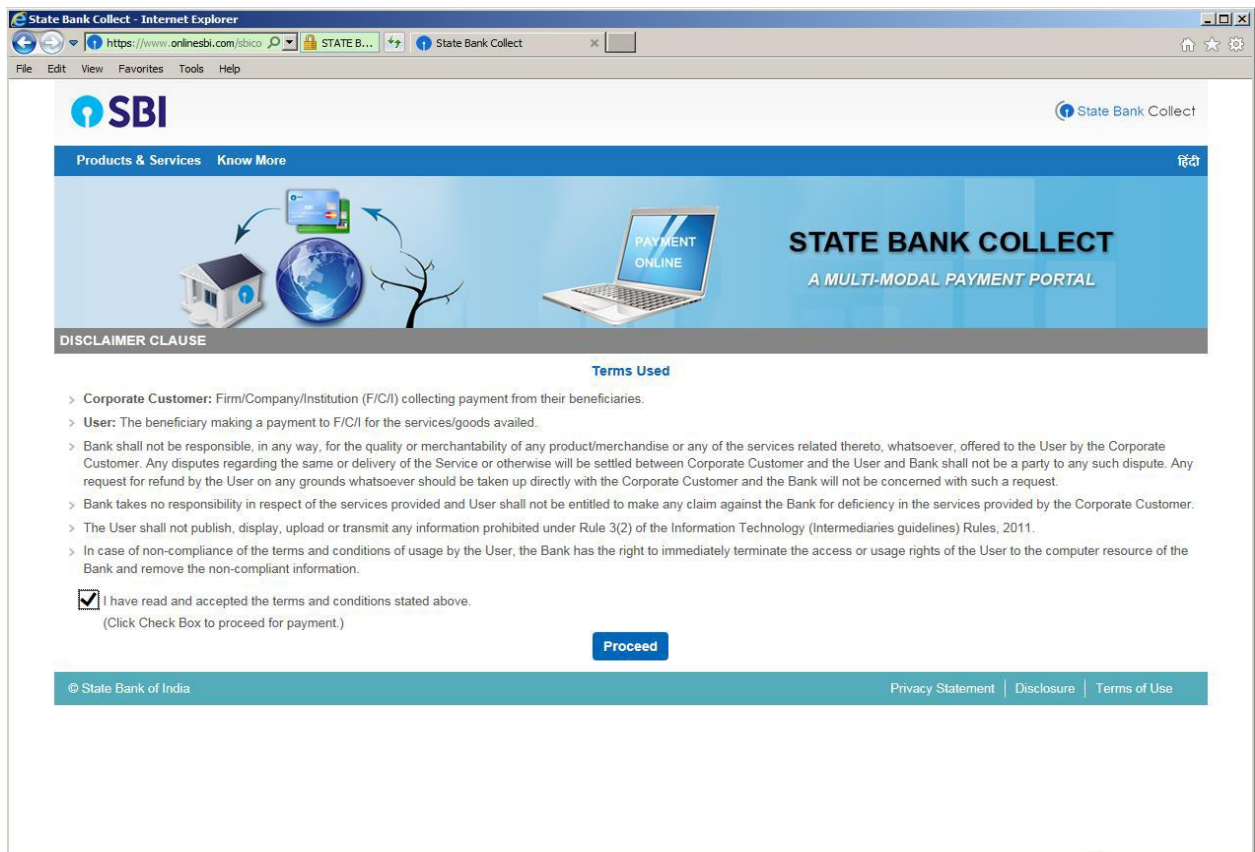 State Bank Collect - Internet Explorer
https://www.onlinesbi.com/sbico STATE B... State Bank Collect
File Edit View Favorites Tools Help
SBI
State Bank Collect
Products & Services Know More हिंदी
PAYMENT
ONLINE
STATE BANK COLLECT
A MULTI-MODAL PAYMENT PORTAL
DISCLAIMER CLAUSE
Terms Used
> Corporate Customer: Firm/Company/Institution (F/C/I) collecting payment from their beneficiaries.
> User: The beneficiary making a payment to F/C/I for the services/goods availed.
> Bank shall not be responsible, in any way, for the quality or merchantability of any product/merchandise or any of the services related thereto, whatsoever, offered to the User by the Corporate
Customer. Any disputes regarding the same or delivery of the Service or otherwise will be settled between Corporate Customer and the User and Bank shall not be a party to any such dispute. Any
request for refund by the User on any grounds whatsoever should be taken up directly with the Corporate Customer and the Bank will not be concerned with such a request.
> Bank takes no responsibility in respect of the services provided and User shall not be entitled to make any claim against the Bank for deficiency in the services provided by the Corporate Customer.
> The User shall not publish, display, upload or transmit any information prohibited under Rule 3(2) of the Information Technology (Intermediaries guidelines) Rules, 2011.
> In case of non-compliance of the terms and conditions of usage by the User, the Bank has the right to immediately terminate the access or usage rights of the User to the computer resource of the
Bank and remove the non-compliant information.
I have read and accepted the terms and conditions stated above.
(Click Check Box to proceed for payment.)
Proceed
© State Bank of India Privacy Statement | Disclosure | Terms of Use